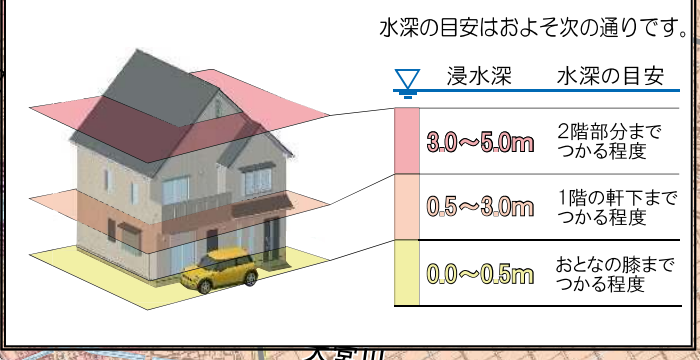 水深の目安はおよそ次の通りです。
浸水深 水深の目安
3.0～5.0m 2階部分まで
つかる程度
0.5～3.0m 1階の軒下まで
つかる程度
0.0～0.5m おとなの膝まで
つかる程度